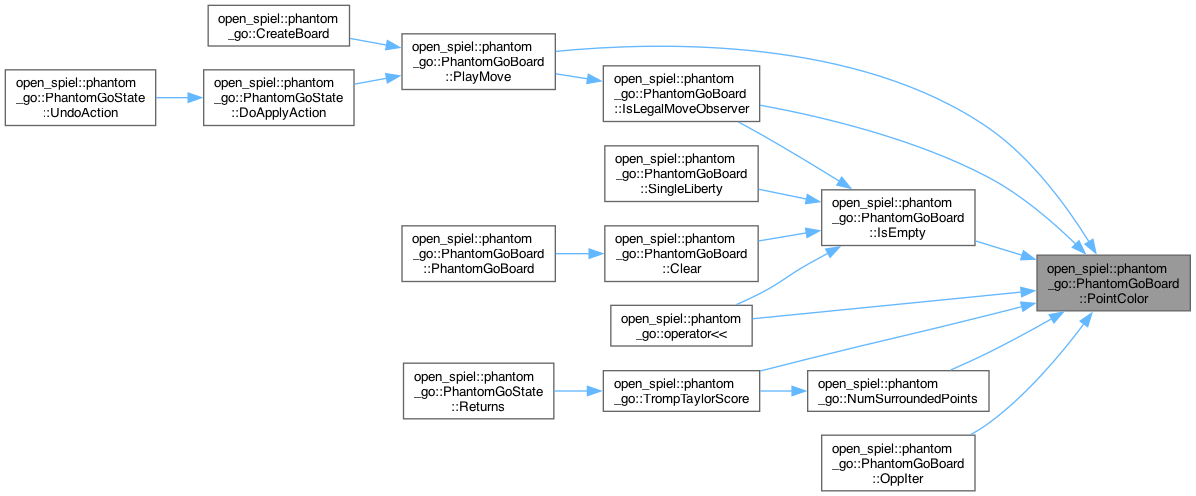 open_spiel::phantom
_go::CreateBoard
open_spiel::phantom
_go::PhantomGoBoard
::PlayMove
open_spiel::phantom
_go::PhantomGoState
::UndoAction
open_spiel::phantom
_go::PhantomGoState
::DoApplyAction
open_spiel::phantom
_go::PhantomGoBoard
::IsLegalMoveObserver
open_spiel::phantom
_go::PhantomGoBoard
::SingleLiberty
open_spiel::phantom
_go::PhantomGoBoard
::IsEmpty
open_spiel::phantom
_go::PhantomGoBoard
::PhantomGoBoard
open_spiel::phantom
_go::PhantomGoBoard
::Clear
open_spiel::phantom
_go::PhantomGoBoard
::PointColor
open_spiel::phantom
_go::operator<<
open_spiel::phantom
_go::PhantomGoState
::Returns
open_spiel::phantom
_go::TrompTaylorScore
open_spiel::phantom
_go::NumSurroundedPoints
open_spiel::phantom
_go::PhantomGoBoard
::OppIter